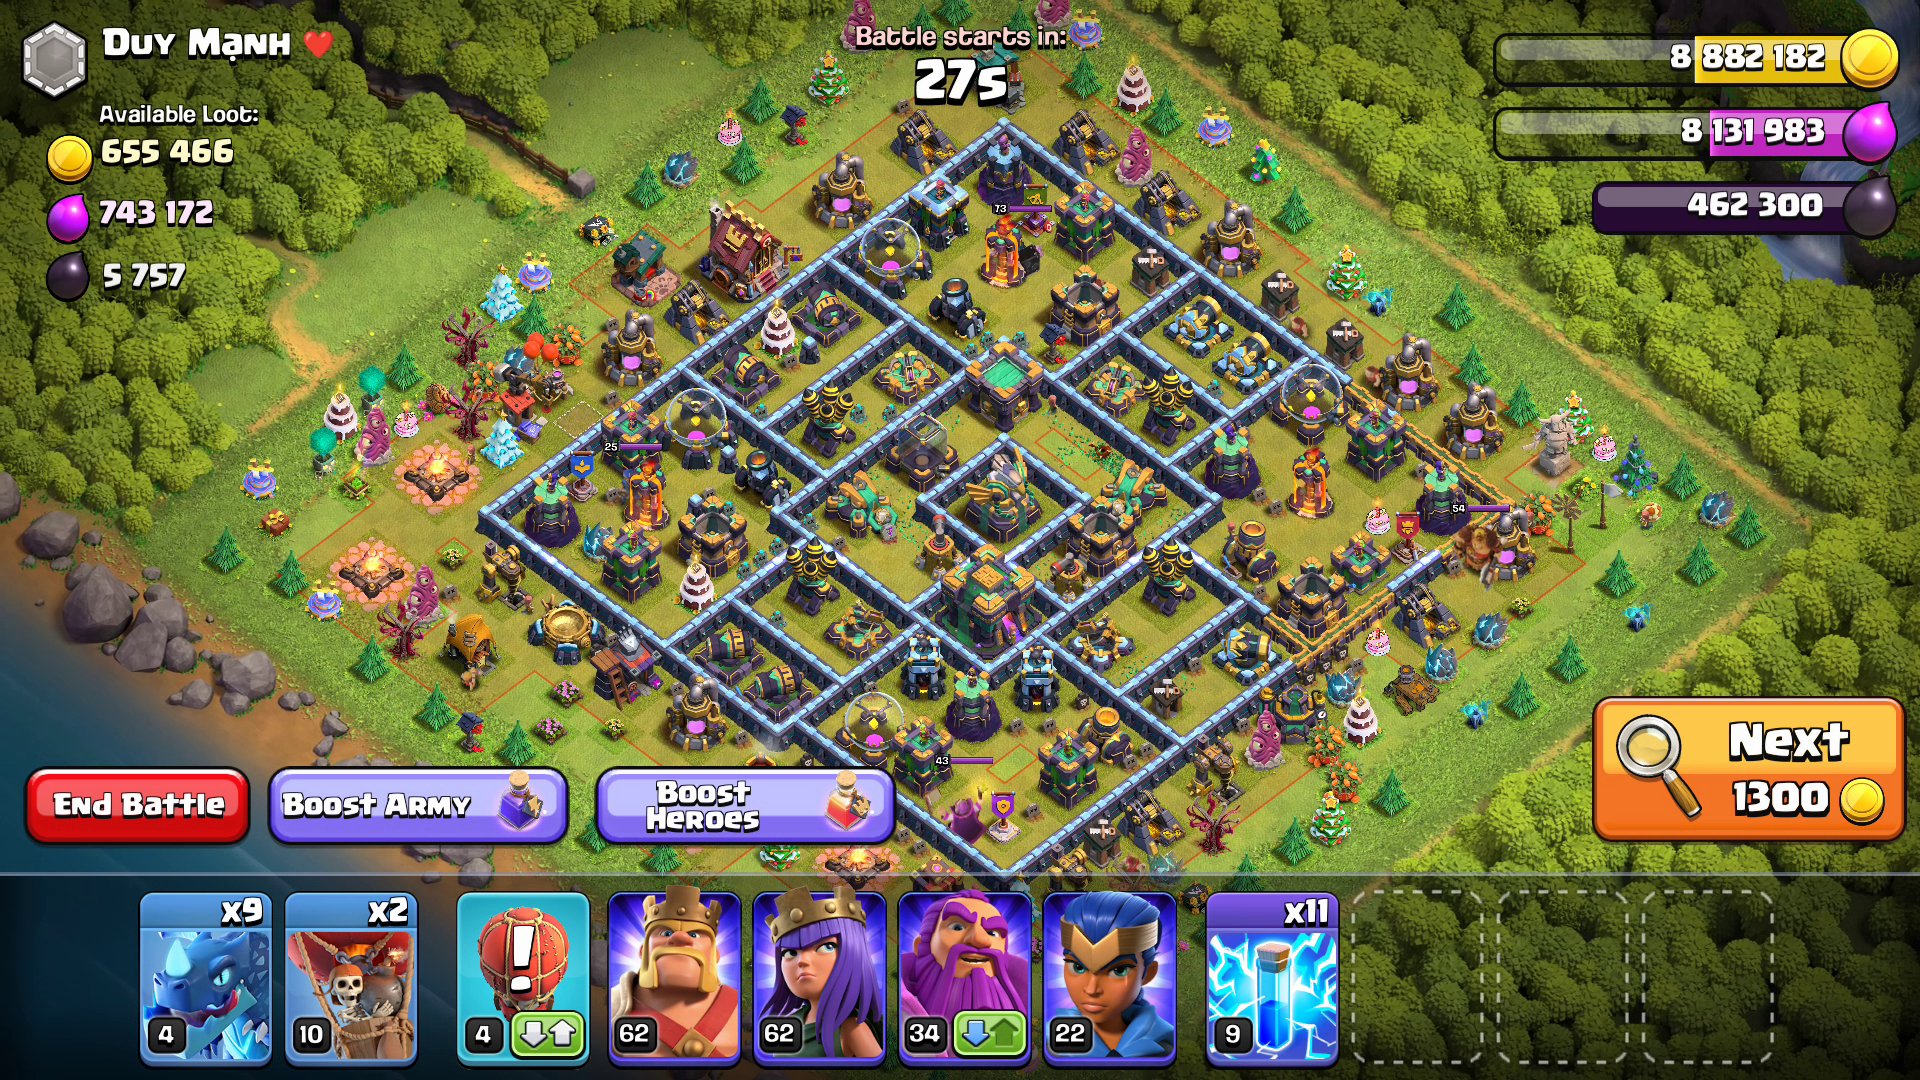 Duy Mạnh ❤
Available Loot:
655 466
743 172
5 757
Battle starts in:
27s
8 882 182
8 131 983
462 300
73
25
54
43
End Battle
Boost Army
Boost
Heroes
Next
1300
x9
4
x2
10
4
62
62
34
22
x11
9